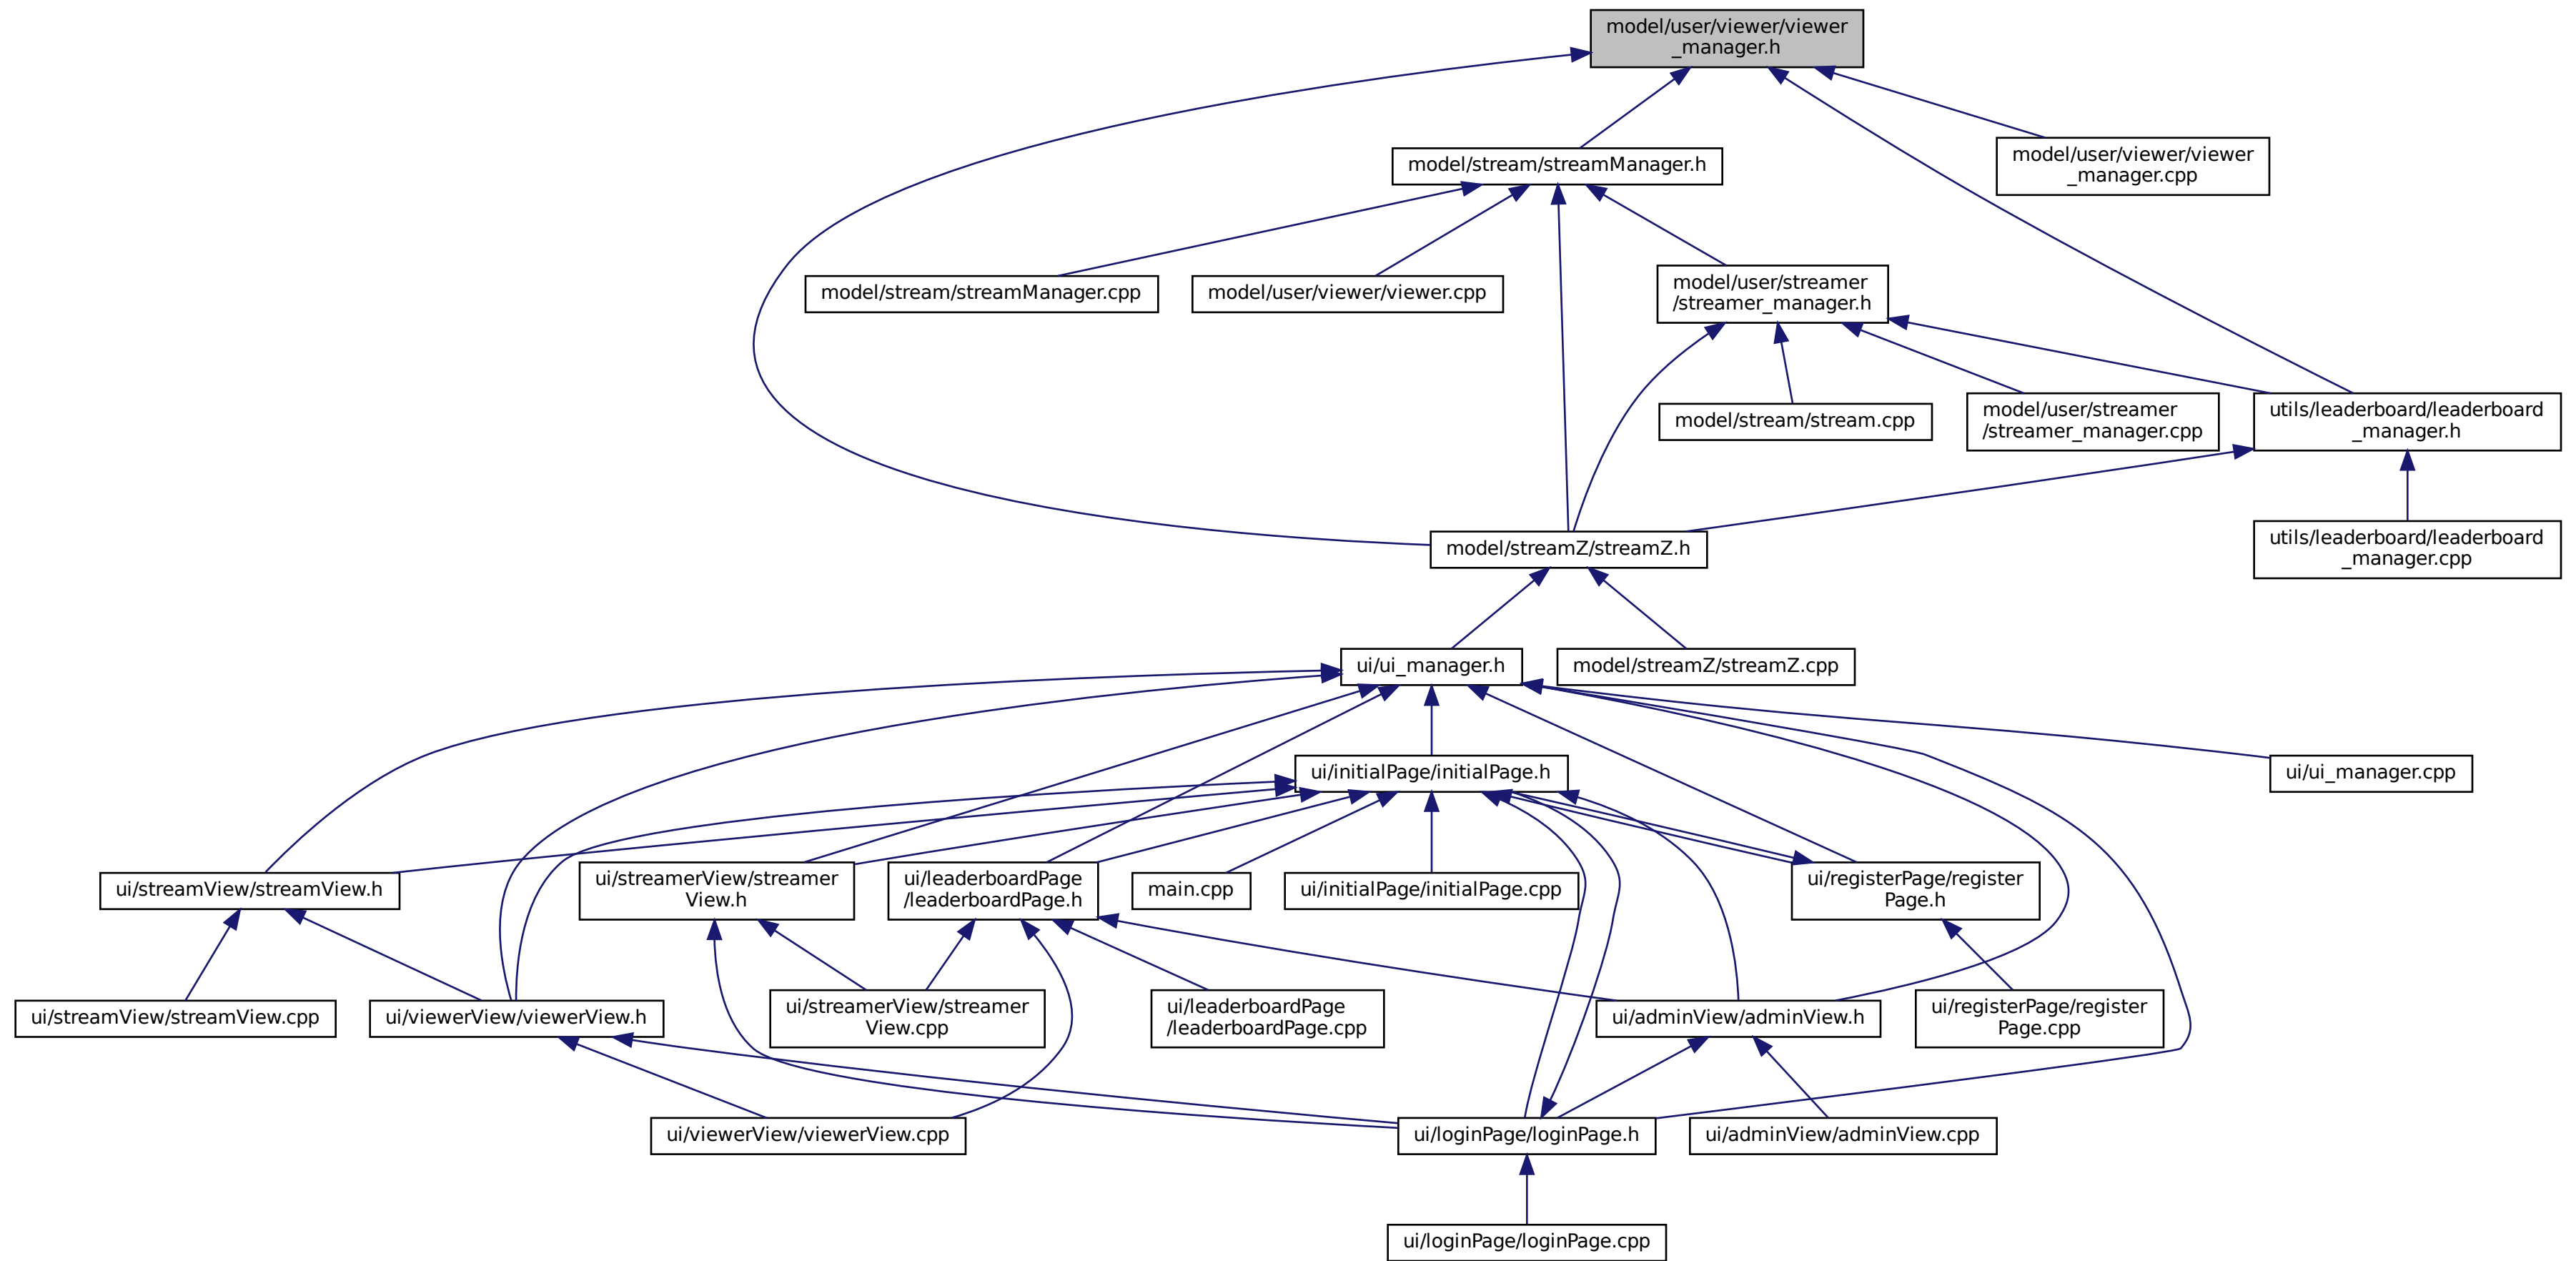 model/user/viewer/viewer
_manager.h
model/stream/streamManager.h
model/user/viewer/viewer
_manager.cpp
model/stream/streamManager.cpp
model/user/viewer/viewer.cpp
model/user/streamer
/streamer_manager.h
model/stream/stream.cpp
model/user/streamer
/streamer_manager.cpp
utils/leaderboard/leaderboard
_manager.h
model/streamZ/streamZ.h
utils/leaderboard/leaderboard
_manager.cpp
ui/ui_manager.h
model/streamZ/streamZ.cpp
ui/initialPage/initialPage.h
ui/ui_manager.cpp
ui/streamView/streamView.h
ui/streamerView/streamer
View.h
ui/leaderboardPage
/leaderboardPage.h
main.cpp
ui/initialPage/initialPage.cpp
ui/registerPage/register
Page.h
ui/streamView/streamView.cpp
ui/viewerView/viewerView.h
ui/streamerView/streamer
View.cpp
ui/leaderboardPage
/leaderboardPage.cpp
ui/adminView/adminView.h
ui/registerPage/register
Page.cpp
ui/viewerView/viewerView.cpp
ui/loginPage/loginPage.h
ui/adminView/adminView.cpp
ui/loginPage/loginPage.cpp